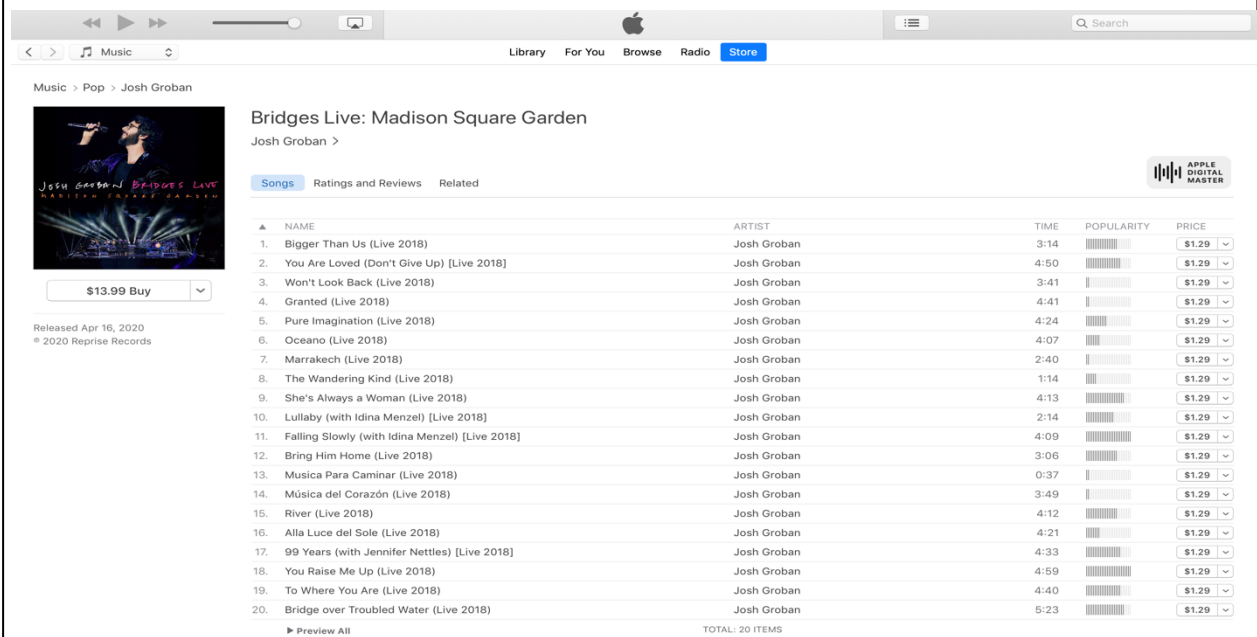 Search
Music
Library For You Browse Radio Store
Music > Pop > Josh Groban
Bridges Live: Madison Square Garden
Josh Groban >
JOSH GROBAN BRIDGES LIVE
MADISON SQUARE GARDEN
APPLE
DIGITAL
MASTER
Songs Ratings and Reviews Related
$13.99 Buy
Released Apr 16, 2020
℗ 2020 Reprise Records
NAME ARTIST TIME POPULARITY PRICE
1. Bigger Than Us (Live 2018) Josh Groban 3:14 $1.29
2. You Are Loved (Don't Give Up) [Live 2018] Josh Groban 4:50 $1.29
3. Won't Look Back (Live 2018) Josh Groban 3:41 $1.29
4. Granted (Live 2018) Josh Groban 4:41 $1.29
5. Pure Imagination (Live 2018) Josh Groban 4:24 $1.29
6. Oceano (Live 2018) Josh Groban 4:07 $1.29
7. Marrakech (Live 2018) Josh Groban 2:40 $1.29
8. The Wandering Kind (Live 2018) Josh Groban 1:14 $1.29
9. She's Always a Woman (Live 2018) Josh Groban 4:13 $1.29
10. Lullaby (with Idina Menzel) [Live 2018] Josh Groban 2:14 $1.29
11. Falling Slowly (with Idina Menzel) [Live 2018] Josh Groban 4:09 $1.29
12. Bring Him Home (Live 2018) Josh Groban 3:06 $1.29
13. Musica Para Caminar (Live 2018) Josh Groban 0:37 $1.29
14. Música del Corazón (Live 2018) Josh Groban 3:49 $1.29
15. River (Live 2018) Josh Groban 4:12 $1.29
16. Alla Luce del Sole (Live 2018) Josh Groban 4:21 $1.29
17. 99 Years (with Jennifer Nettles) [Live 2018] Josh Groban 4:33 $1.29
18. You Raise Me Up (Live 2018) Josh Groban 4:59 $1.29
19. To Where You Are (Live 2018) Josh Groban 4:40 $1.29
20. Bridge over Troubled Water (Live 2018) Josh Groban 5:23 $1.29
Preview All TOTAL: 20 ITEMS